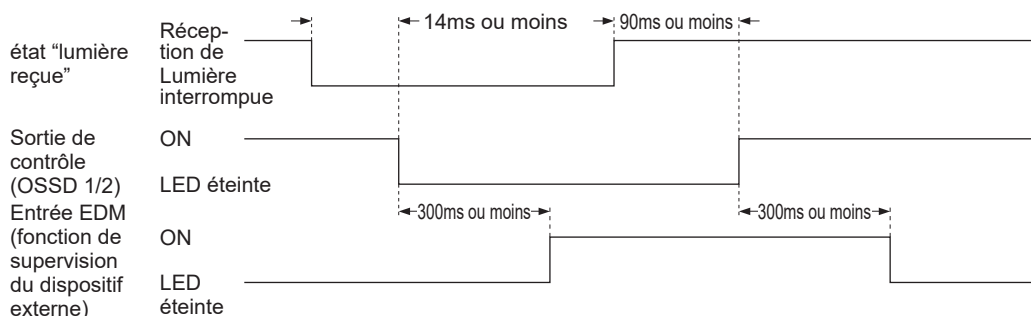 14ms ou moins
90ms ou moins
état “lumière
reçue”
Récep-
tion de
Lumière
interrompue
Sortie de
contrôle
(OSSD 1/2)
ON
LED éteinte
300ms ou moins
300ms ou moins
Entrée EDM
(fonction de
supervision
du dispositif
externe)
ON
LED
éteinte